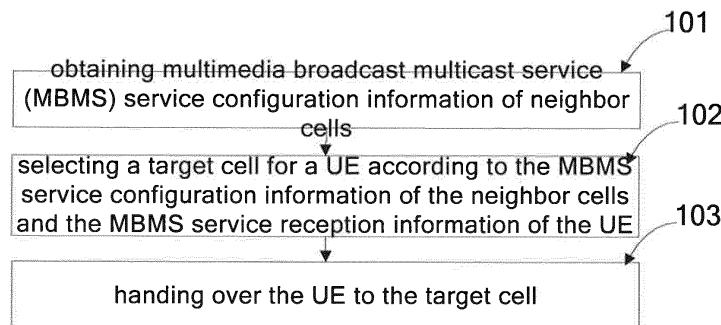 101
obtaining multimedia broadcast multicast service
(MBMS) service configuration information of neighbor
cells
102
selecting a target cell for a UE according to the MBMS
service configuration information of the neighbor cells
and the MBMS service reception information of the UE
103
handing over the UE to the target cell